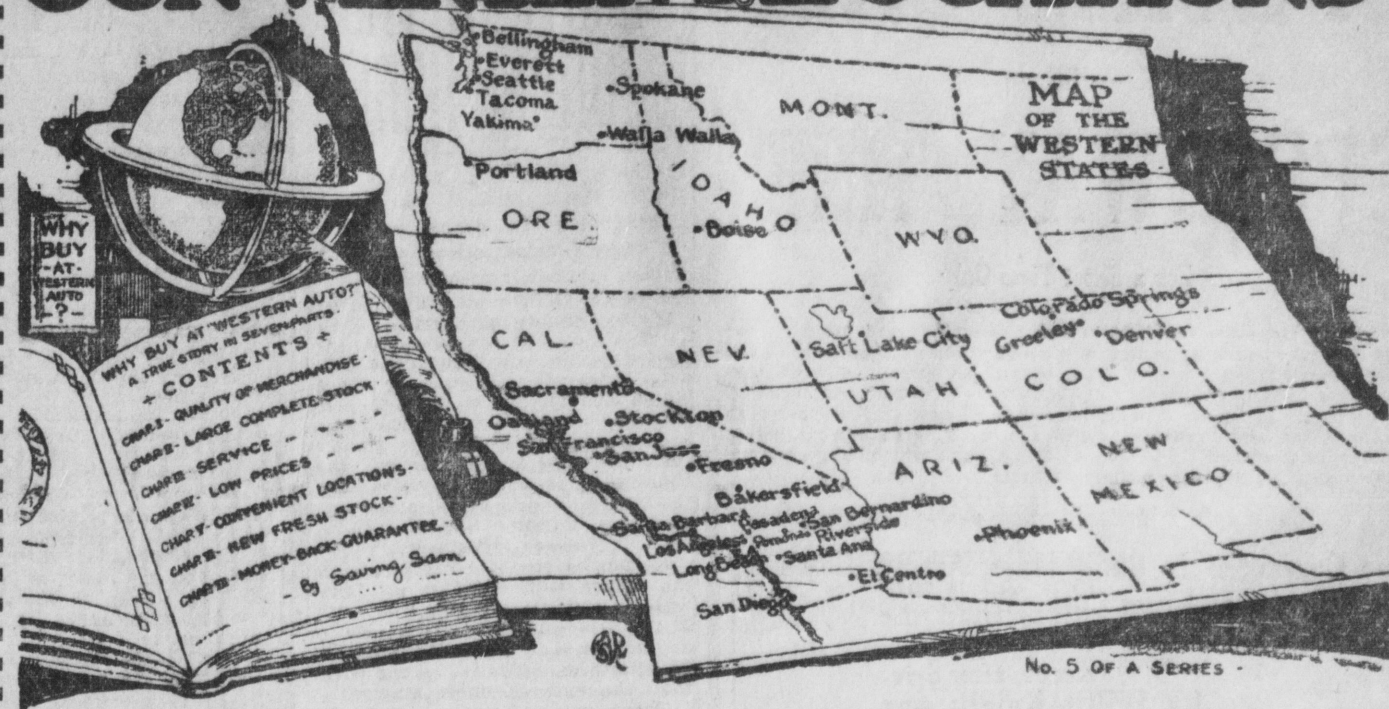 WHY
BUY
-AT-
WESTERN
AUTO
-?-
WHY BUY AT "WESTERN AUTO?"
A TRUE STORY IN SEVEN PARTS
÷ CONTENTS ÷
CHAP. I - QUALITY OF MERCHANDISE
CHAP. II - LARGE COMPLETE STOCK -
CHAP. III - SERVICE - - - -
CHAP. IV - LOW PRICES - - - -
CHAP. V - CONVENIENT LOCATIONS -
CHAP. VI - NEW FRESH STOCK -
CHAP. VII - MONEY-BACK GUARANTEE -
- By Saving Sam
MAP
OF THE
WESTERN
STATES
Bellingham
Everett
Seattle
Tacoma
Yakima
Spokane
Walla Walla
MONT.
Portland
ORE.
IDAHO
Boise
WYO.
CAL.
NEV.
Salt Lake City
UTAH
Colorado Springs
Greeley
Denver
COLO.
Sacramento
Oakland
Stockton
San Francisco
San Jose
Fresno
Bakersfield
ARIZ.
NEW
MEXICO
Santa Barbara
Pasadena
San Bernardino
Los Angeles
Pomona
Riverside
Long Beach
Santa Ana
Phoenix
El Centro
San Diego
No. 5 OF A SERIES -